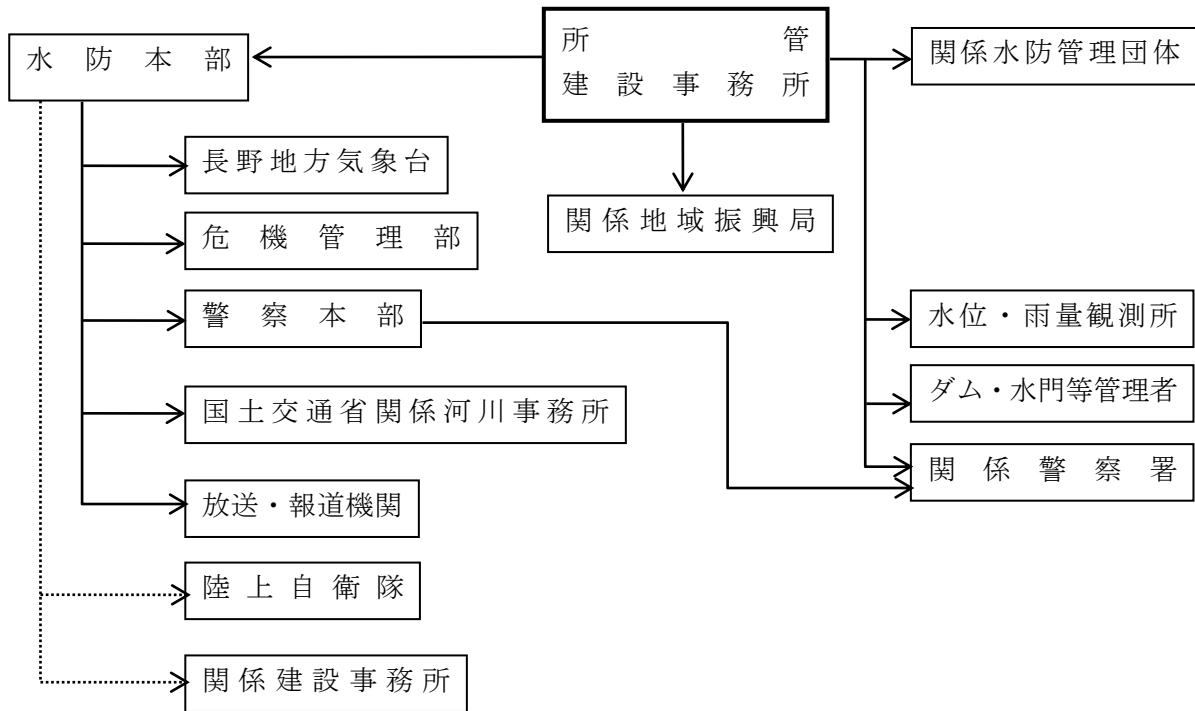 所管
建設事務所
水防本部
関係水防管理団体
長野地方気象台
関係地域振興局
危機管理部
警察本部
水位・雨量観測所
国土交通省関係河川事務所
ダム・水門等管理者
関係警察署
放送・報道機関
陸上自衛隊
関係建設事務所